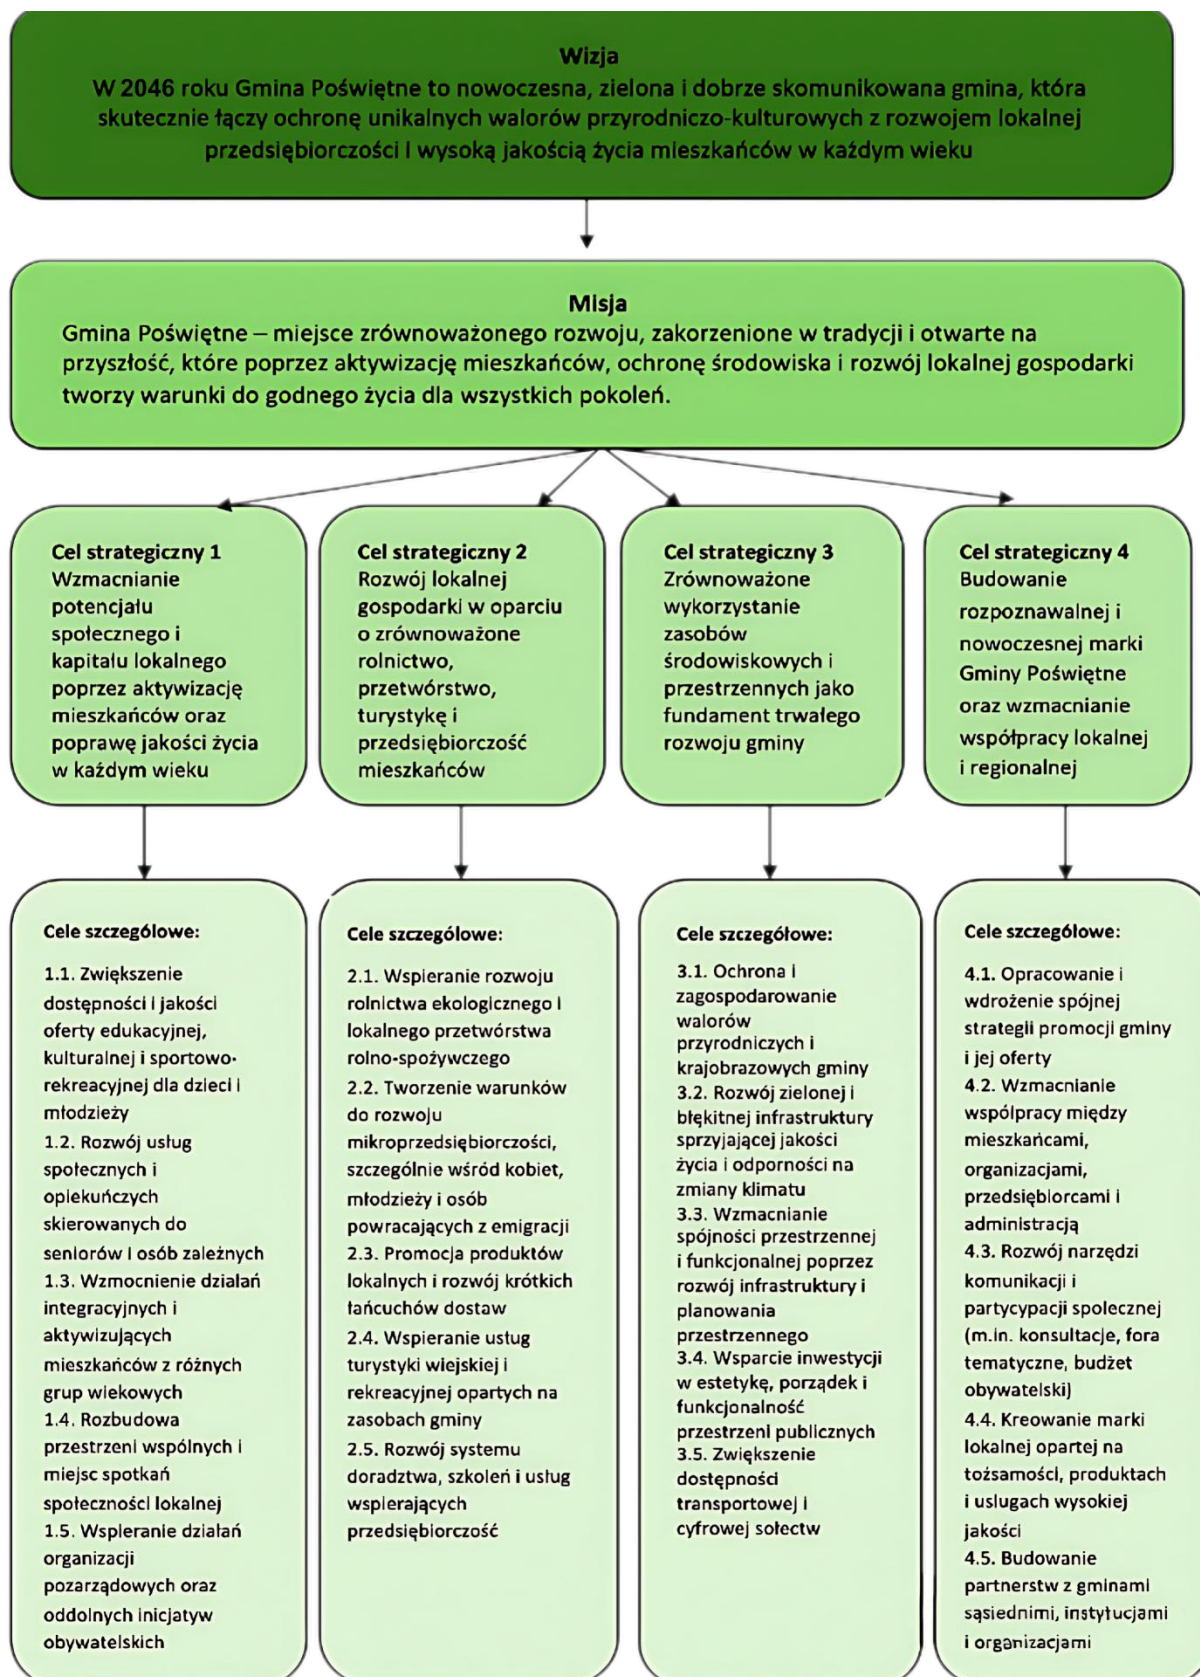 Wizja
W 2046 roku Gmina Poświętne to nowoczesna, zielona i dobrze skomunikowana gmina, która
skutecznie łączy ochronę unikalnych walorów przyrodniczo-kulturowych z rozwojem lokalnej
przedsiębiorczości i wysoką jakością życia mieszkańców w każdym wieku
Misja
Gmina Poświętne – miejsce zrównoważonego rozwoju, zakorzenione w tradycji i otwarte na
przyszłość, które poprzez aktywizację mieszkańców, ochronę środowiska i rozwój lokalnej gospodarki
tworzy warunki do godnego życia dla wszystkich pokoleń.
Cel strategiczny 1
Wzmacnianie
potencjału
społecznego i
kapitału lokalnego
poprzez aktywizację
mieszkańców oraz
poprawę jakości życia
w każdym wieku
Cel strategiczny 2
Rozwój lokalnej
gospodarki w oparciu
o zrównoważone
rolnictwo,
przetwórstwo,
turystykę i
przedsiębiorczość
mieszkańców
Cel strategiczny 3
Zrównoważone
wykorzystanie
zasobów
środowiskowych i
przestrzennych jako
fundament trwałego
rozwoju gminy
Cel strategiczny 4
Budowanie
rozpoznawalnej i
nowoczesnej marki
Gminy Poświętne
oraz wzmacnianie
współpracy lokalnej
i regionalnej
Cele szczegółowe:
1.1. Zwiększenie
dostępności i jakości
oferty edukacyjnej,
kulturalnej i sportowo-
rekreacyjnej dla dzieci i
młodzieży
1.2. Rozwój usług
społecznych i
opiekuńczych
skierowanych do
seniorów i osób zależnych
1.3. Wzmocnienie działań
integracyjnych i
aktywizujących
mieszkańców z różnych
grup wiekowych
1.4. Rozbudowa
przestrzeni wspólnych i
miejsc spotkań
społeczności lokalnej
1.5. Wspieranie działań
organizacji
pozarządowych oraz
oddolnych inicjatyw
obywatelskich
Cele szczegółowe:
2.1. Wspieranie rozwoju
rolnictwa ekologicznego i
lokalnego przetwórstwa
rolno-spożywczego
2.2. Tworzenie warunków
do rozwoju
mikroprzedsiębiorczości,
szczególnie wśród kobiet,
młodzieży i osób
powracających z emigracji
2.3. Promocja produktów
lokalnych i rozwój krótkich
łańcuchów dostaw
2.4. Wspieranie usług
turystyki wiejskiej i
rekreacyjnej opartych na
zasobach gminy
2.5. Rozwój systemu
doradztwa, szkoleń i usług
wspierających
przedsiębiorczość
Cele szczegółowe:
3.1. Ochrona i
zagospodarowanie
walorów
przyrodniczych i
krajobrazowych gminy
3.2. Rozwój zielonej i
błękitnej infrastruktury
sprzyjającej jakości
życia i odporności na
zmiany klimatu
3.3. Wzmacnianie
spójności przestrzennej
i funkcjonalnej poprzez
rozwój infrastruktury i
planowania
przestrzennego
3.4. Wsparcie inwestycji
w estetykę, porządek i
funkcjonalność
przestrzeni publicznych
3.5. Zwiększenie
dostępności
transportowej i
cyfrowej sołectw
Cele szczegółowe:
4.1. Opracowanie i
wdrożenie spójnej
strategii promocji gminy
i jej oferty
4.2. Wzmacnianie
współpracy między
mieszkańcami,
organizacjami,
przedsiębiorcami i
administracją
4.3. Rozwój narzędzi
komunikacji i
partycypacji społecznej
(m.in. konsultacje, fora
tematyczne, budżet
obywatelski)
4.4. Kreowanie marki
lokalnej opartej na
tożsamości, produktach
i usługach wysokiej
jakości
4.5. Budowanie
partnerstw z gminami
sąsiednimi, instytucjami
i organizacjami